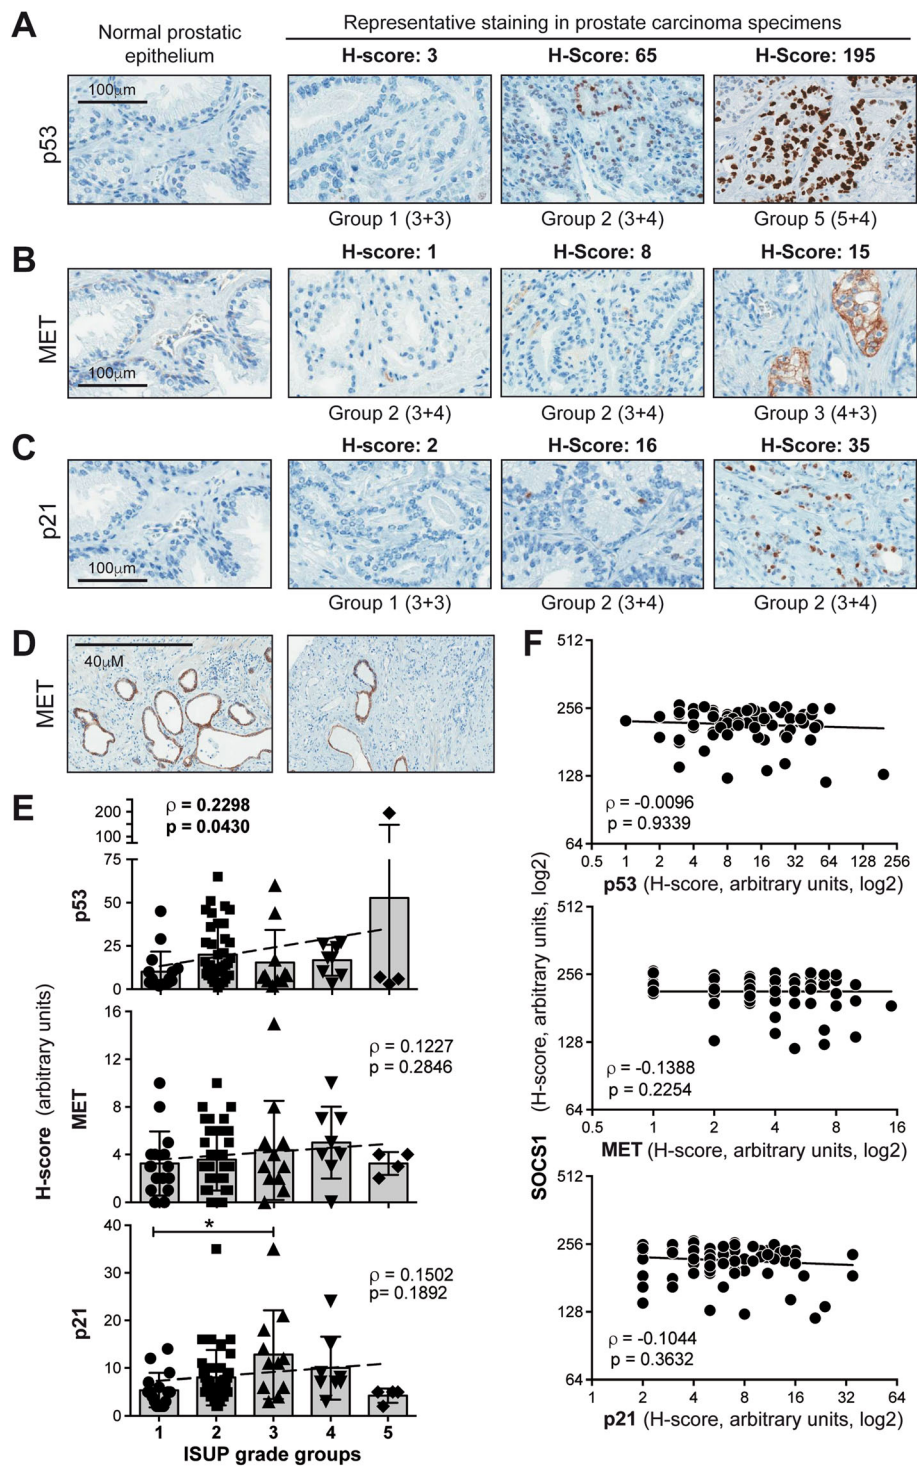 A
Normal prostatic
epithelium
Representative staining in prostate carcinoma specimens
H-score: 3
H-Score: 65
H-Score: 195
p53
100μm
Group 1 (3+3)
Group 2 (3+4)
Group 5 (5+4)
B
H-score: 1
H-Score: 8
H-Score: 15
MET
100μm
Group 2 (3+4)
Group 2 (3+4)
Group 3 (4+3)
C
H-score: 2
H-Score: 16
H-Score: 35
p21
100μm
Group 1 (3+3)
Group 2 (3+4)
Group 2 (3+4)
D
MET
40μM
E
H-score (arbitrary units)
p53
200
150
100
75
50
25
0
ρ = 0.2298
p = 0.0430
MET
16
12
8
4
0
ρ = 0.1227
p = 0.2846
p21
40
30
20
10
0
*
ρ = 0.1502
p= 0.1892
1 2 3 4 5
ISUP grade groups
F
SOCS1 (H-score, arbitrary units, log2)
512
256
128
64
ρ = -0.0096
p = 0.9339
0.5 1 2 4 8 16 32 64 128 256
p53 (H-score, arbitrary units, log2)
512
256
128
64
ρ = -0.1388
p = 0.2254
0.5 1 2 4 8 16
MET (H-score, arbitrary units, log2)
512
256
128
64
ρ = -0.1044
p = 0.3632
1 2 4 8 16 32 64
p21 (H-score, arbitrary units, log2)